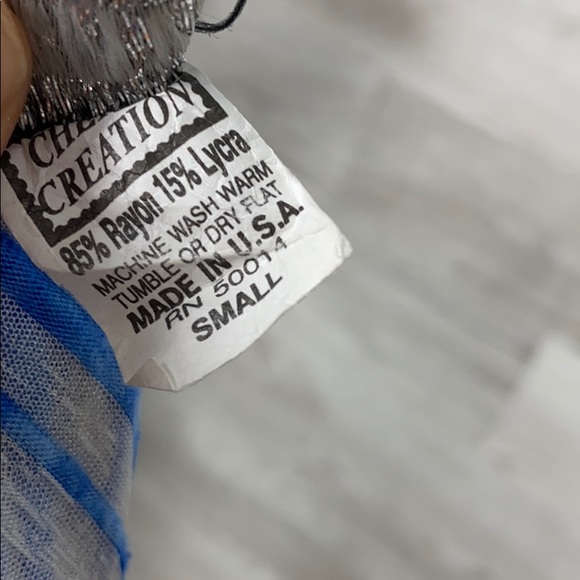 CREATION
85% Rayon 15% Lycra
MACHINE WASH WARM
TUMBLE OR DRY FLAT
MADE IN U.S.A.
RN 50014
SMALL